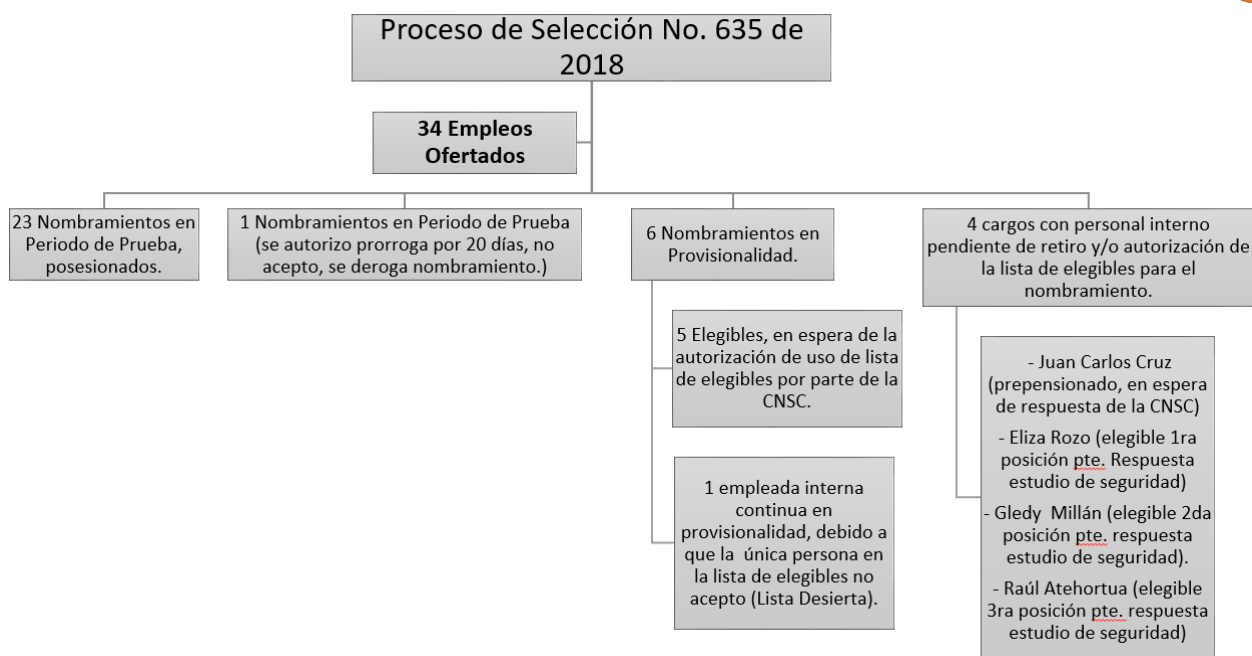 Proceso de Selección No. 635 de
2018
34 Empleos
Ofertados
23 Nombramientos en
Periodo de Prueba,
posesionados.
1 Nombramientos en Periodo de Prueba
(se autorizo prorroga por 20 días, no
acepto, se deroga nombramiento.)
6 Nombramientos en
Provisionalidad.
5 Elegibles, en espera de la
autorización de uso de lista
de elegibles por parte de la
CNSC.
1 empleada interna
continua en
provisionalidad, debido a
que la única persona en
la lista de elegibles no
acepto (Lista Desierta).
4 cargos con personal interno
pendiente de retiro y/o autorización de
la lista de elegibles para el
nombramiento.
- Juan Carlos Cruz
(prepensionado, en espera
de respuesta de la CNSC)
- Eliza Rozo (elegible 1ra
posición pte. Respuesta
estudio de seguridad)
- Gledy Millán (elegible 2da
posición pte. respuesta
estudio de seguridad).
- Raúl Atehortua (elegible
3ra posición pte. respuesta
estudio de seguridad)